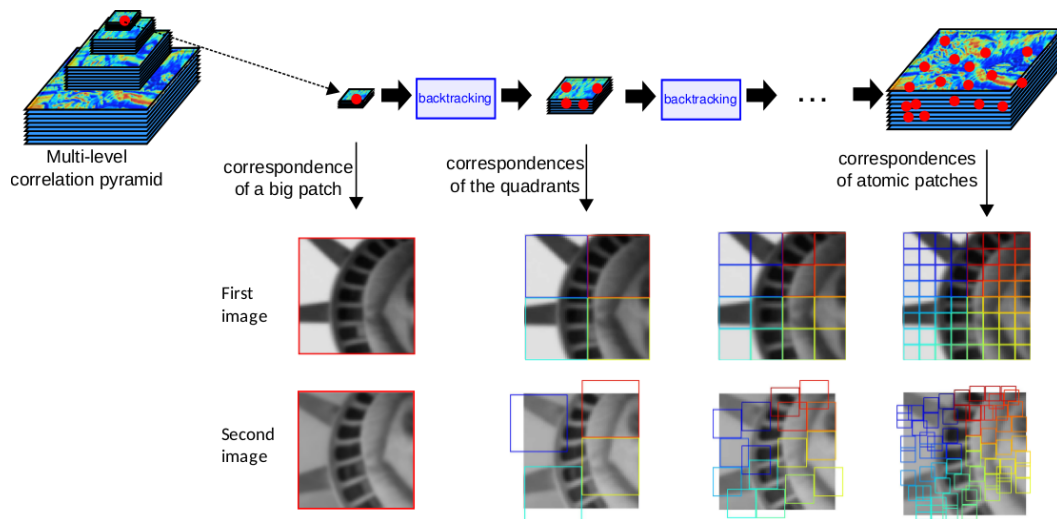 backtracking
backtracking
...
Multi-level
correlation pyramid
correspondence
of a big patch
correspondences
of the quadrants
correspondences
of atomic patches
First
image
Second
image